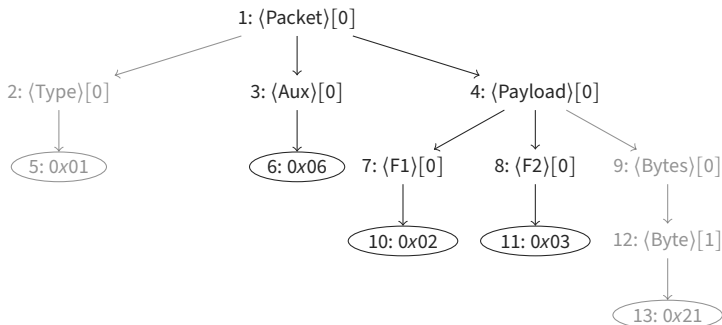 1: ⟨Packet⟩[0]
2: ⟨Type⟩[0] 3: ⟨Aux⟩[0] 4: ⟨Payload⟩[0]
5: 0x01 6: 0x06 7: ⟨F1⟩[0] 8: ⟨F2⟩[0] 9: ⟨Bytes⟩[0]
10: 0x02 11: 0x03 12: ⟨Byte⟩[1]
13: 0x21